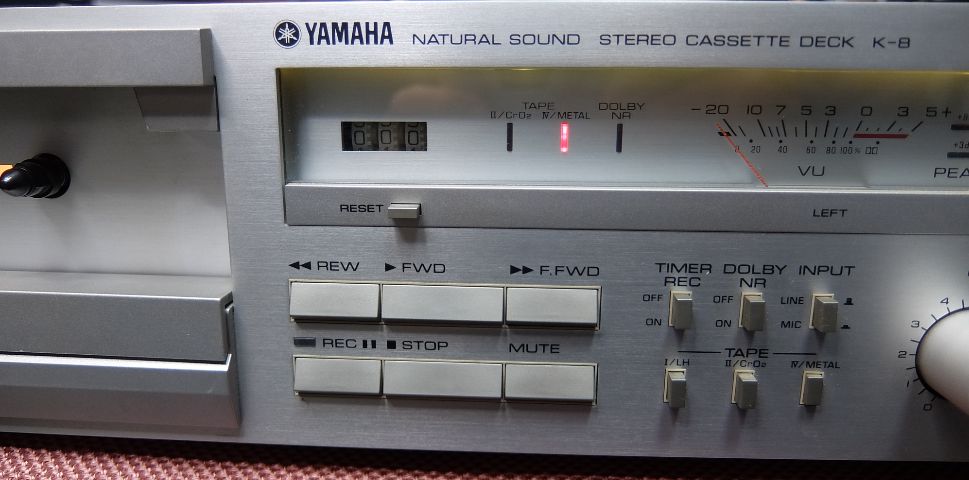 YAMAHA NATURAL SOUND STEREO CASSETTE DECK K-8
TAPE
II/CrO2 IV/METAL
DOLBY
NR
-20 10 7 5 3 0 3 5+
0 20 40 60 80 100%
VU
000
+3d
PEA
RESET
LEFT
◀◀ REW ▶ FWD ▶▶ F.FWD
REC ▮▮ ■ STOP MUTE
TIMER
REC
OFF
ON
DOLBY
NR
OFF
ON
INPUT
LINE
MIC
TAPE
I/LH II/CrO2 IV/METAL
4
3
2
1
0